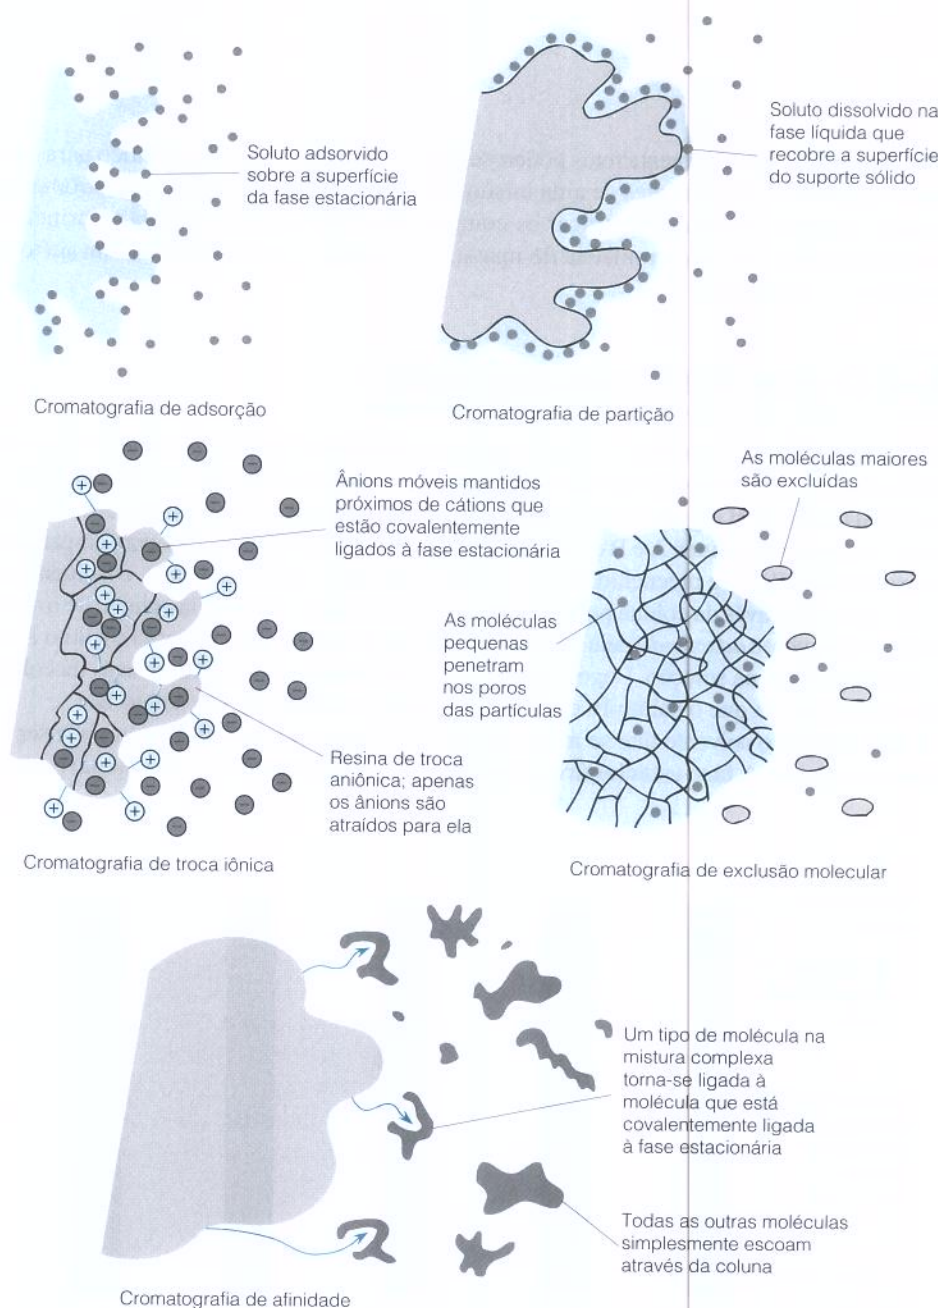 Soluto adsorvido
sobre a superfície
da fase estacionária
Soluto dissolvido na
fase líquida que
recobre a superfície
do suporte sólido
Cromatografia de adsorção
Cromatografia de partição
Ânions móveis mantidos
próximos de cátions que
estão covalentemente
ligados à fase estacionária
As moléculas maiores
são excluídas
As moléculas
pequenas
penetram
nos poros
das partículas
Resina de troca
aniônica; apenas
os ânions são
atraídos para ela
Cromatografia de troca iônica
Cromatografia de exclusão molecular
Um tipo de molécula na
mistura complexa
torna-se ligada à
molécula que está
covalentemente ligada
à fase estacionária
Todas as outras moléculas
simplesmente escoam
através da coluna
Cromatografia de afinidade